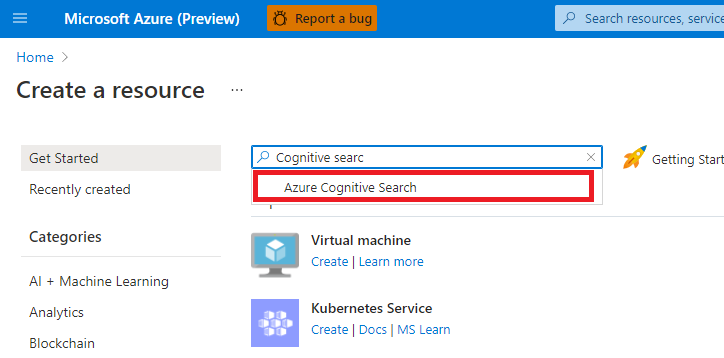 Microsoft Azure (Preview) Report a bug Search resources, service
Home >
Create a resource ...
Get Started
Recently created
Categories
AI + Machine Learning
Analytics
Blockchain
Cognitive searc
Azure Cognitive Search
Getting Start
Virtual machine
Create | Learn more
Kubernetes Service
Create | Docs | MS Learn